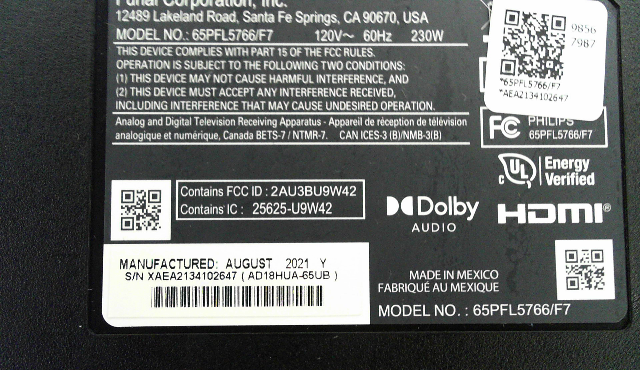 Funai Corporation, Inc.
12489 Lakeland Road, Santa Fe Springs, CA 90670, USA
MODEL NO. : 65PFL5766/F7 120V～ 60Hz 230W
THIS DEVICE COMPLIES WITH PART 15 OF THE FCC RULES.
OPERATION IS SUBJECT TO THE FOLLOWING TWO CONDITIONS:
(1) THIS DEVICE MAY NOT CAUSE HARMFUL INTERFERENCE, AND
(2) THIS DEVICE MUST ACCEPT ANY INTERFERENCE RECEIVED,
INCLUDING INTERFERENCE THAT MAY CAUSE UNDESIRED OPERATION.
Analog and Digital Television Receiving Apparatus - Appareil de réception de télévision
analogique et numérique, Canada BETS-7 / NTMR-7. CAN ICES-3 (B)/NMB-3(B)
9856
7987
*65PFL5766/F7
*AEA2134102647
FC PHILIPS
65PFL5766/F7
c UL Energy
Verified
Contains FCC ID : 2AU3BU9W42
Contains IC : 25625-U9W42
Dolby
AUDIO
HDMI®
MANUFACTURED: AUGUST 2021 Y
S/N XAEA2134102647 ( AD18HUA-65UB )
MADE IN MEXICO
FABRIQUÉ AU MEXIQUE
MODEL NO. : 65PFL5766/F7